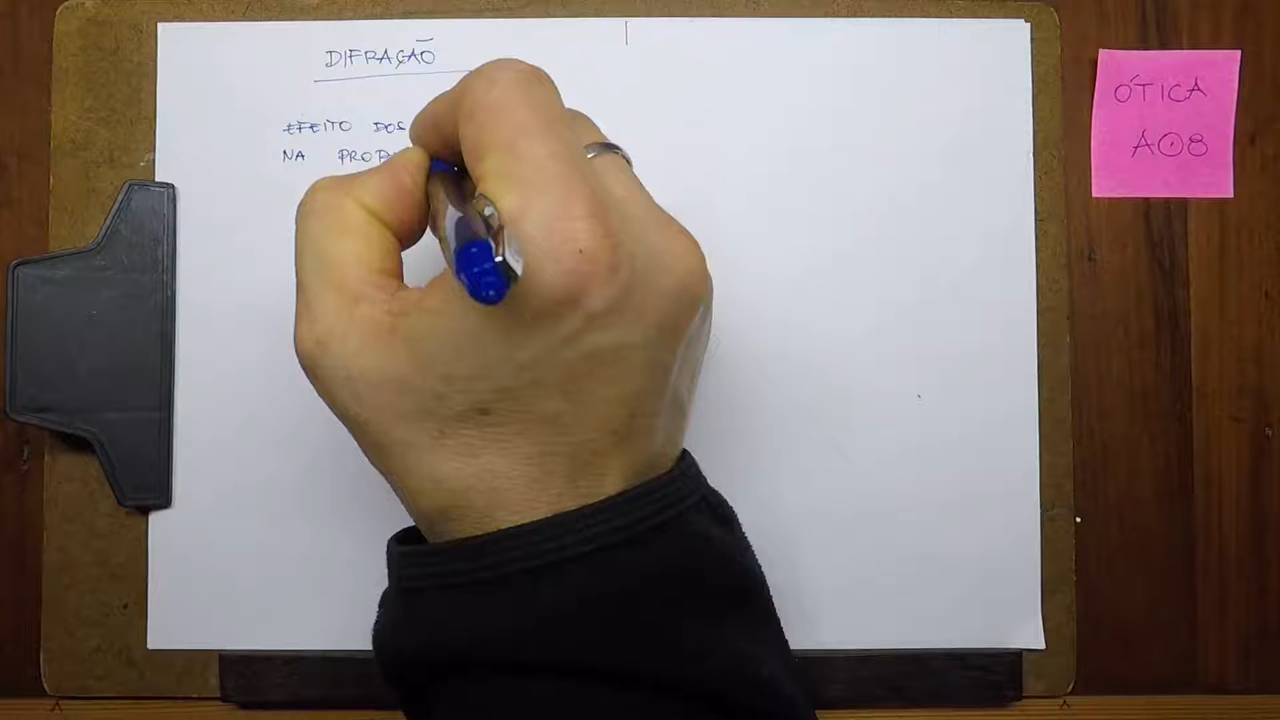 DIFRAÇÃO
EFEITO DOS
NA
ÓTICA
A08